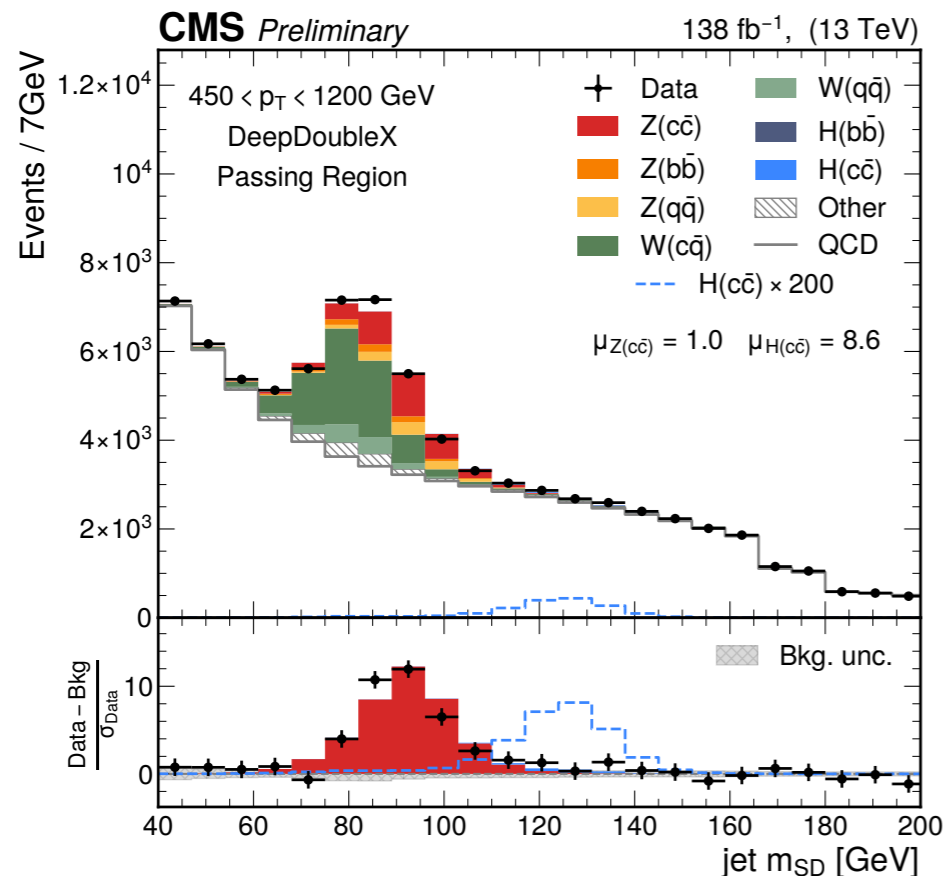 CMS Preliminary 138 fb⁻¹, (13 TeV)
Events / 7GeV
1.2×10⁴
10⁴
8×10³
6×10³
4×10³
2×10³
0
450 < p_T < 1200 GeV
DeepDoubleX
Passing Region
Data
Z(cc̄)
Z(bb̄)
Z(qq̄)
W(cq̄)
W(qq̄)
H(bb̄)
H(cc̄)
Other
QCD
H(cc̄) × 200
μ_Z(cc̄) = 1.0 μ_H(cc̄) = 8.6
Data − Bkg
σ_Data
10
0
Bkg. unc.
40 60 80 100 120 140 160 180 200
jet m_SD [GeV]